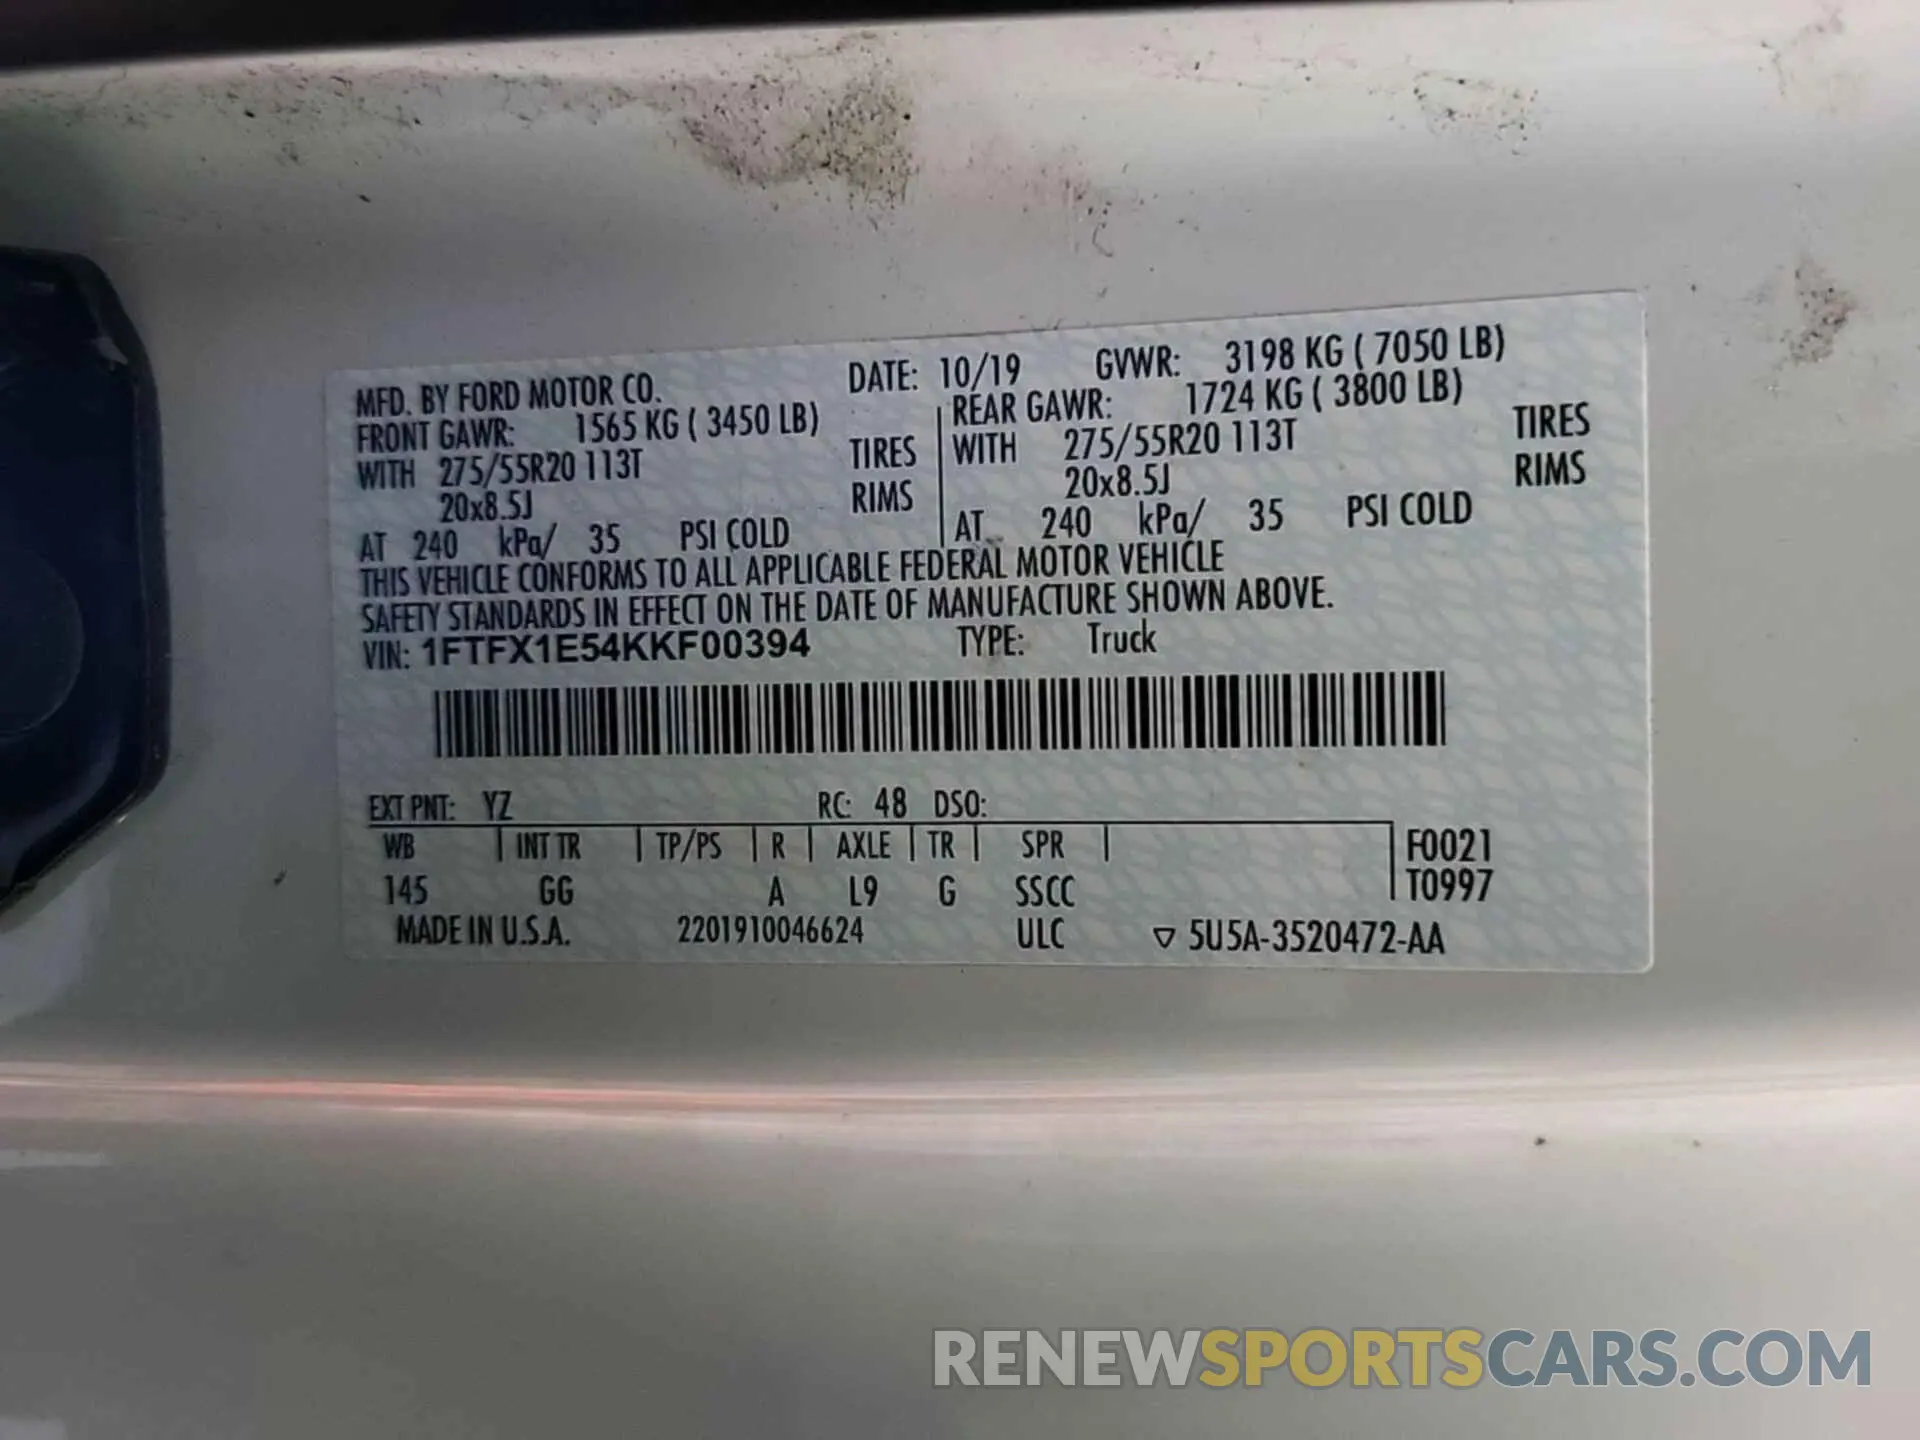 MFD. BY FORD MOTOR CO. DATE: 10/19 GVWR: 3198 KG ( 7050 LB)
FRONT GAWR: 1565 KG ( 3450 LB) REAR GAWR: 1724 KG ( 3800 LB)
WITH 275/55R20 113T TIRES WITH 275/55R20 113T TIRES
20x8.5J RIMS 20x8.5J RIMS
AT 240 kPa/ 35 PSI COLD AT 240 kPa/ 35 PSI COLD
THIS VEHICLE CONFORMS TO ALL APPLICABLE FEDERAL MOTOR VEHICLE
SAFETY STANDARDS IN EFFECT ON THE DATE OF MANUFACTURE SHOWN ABOVE.
VIN: 1FTFX1E54KKF00394 TYPE: Truck
EXT PNT: YZ RC: 48 DSO:
WB INT TR TP/PS R AXLE TR SPR F0021
145 GG A L9 G SSCC T0997
MADE IN U.S.A. 2201910046624 ULC ▽ 5U5A-3520472-AA
RENEWSPORTSCARS.COM